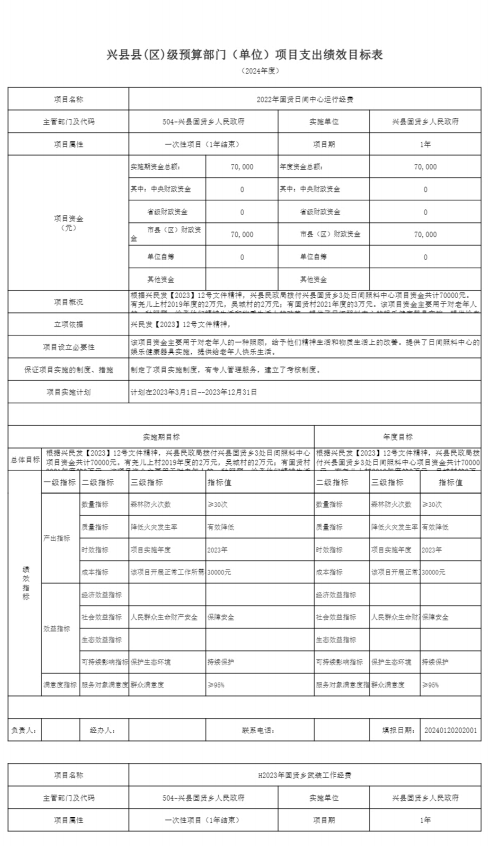 兴县县(区)级预算部门（单位）项目支出绩效目标表
（2024年度）
项目名称 2022年固贤日间中心运行经费
主管部门及代码 504-兴县固贤乡人民政府 实施单位 兴县固贤乡人民政府
项目属性 一次性项目（1年结束） 项目期 1年
项目资金（元） 实施期资金总额： 70,000 年度资金总额： 70,000
其中：中央财政资金 0 其中：中央财政资金 0
省级财政资金 0 省级财政资金 0
市县（区）财政资金 70,000 市县（区）财政资金 70,000
单位自筹 0 单位自筹 0
其他资金 其他资金
项目概况 根据兴民发【2023】12号文件精神，兴县民政局拨付兴县固贤乡3处日间照料中心项目资金共计70000元。
有尧儿上村2019年度的2万元，吴城村的2万元；有固贤村2021年度的3万元。该项目资金主要用于对老年人
立项依据 兴民发【2023】12号文件精神，
项目设立必要性 该项目资金主要用于对老年人的一种照顾，给予他们精神生活和物质生活上的改善。提供了日间照料中心的
娱乐健康器具实施，提供给老年人快乐生活。
保证项目实施的制度、措施 制定了项目实施制度，有专人管理服务，建立了考核制度。
项目实施计划 计划在2023年3月1日--2023年12月31日
实施期目标 年度目标
总体目标 根据兴民发【2023】12号文件精神，兴县民政局拨付兴县固贤乡3处日间照料中心 根据兴民发【2023】12号文件精神，兴县民政局拨
项目资金共计70000元。有尧儿上村2019年度的2万元，吴城村的2万元；有固贤村 付兴县固贤乡3处日间照料中心项目资金共计70000
绩效指标 一级指标 二级指标 三级指标 指标值 二级指标 三级指标 指标值
产出指标 数量指标 森林防火次数 ≥30次 数量指标 森林防火次数 ≥30次
质量指标 降低火灾发生率 有效降低 质量指标 降低火灾发生率 有效降低
时效指标 项目实施年度 2023年 时效指标 项目实施年度 2023年
成本指标 该项目开展正常工作所需 30000元 成本指标 该项目开展正常 30000元
效益指标 经济效益指标 经济效益指标
社会效益指标 人民群众生命财产安全 保障安全 社会效益指标 人民群众生命财 保障安全
生态效益指标 生态效益指标
可持续影响指标 保护生态环境 持续保护 可持续影响指标 保护生态环境 持续保护
满意度指标 服务对象满意度 群众满意度 ≥95% 服务对象满意度指 群众满意度 ≥95%
负责人： 经办人： 联系电话： 填报日期： 20240120202001
项目名称 H2023年固贤乡武装工作经费
主管部门及代码 504-兴县固贤乡人民政府 实施单位 兴县固贤乡人民政府
项目属性 一次性项目（1年结束） 项目期 1年